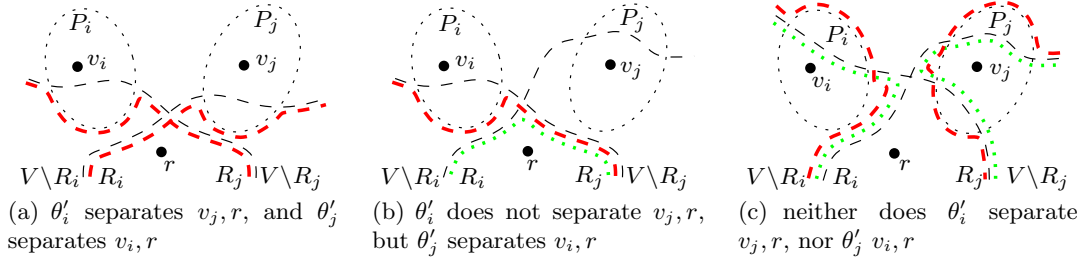 P_i P_j P_j
P_i P_i P_j
v_i v_j v_i v_j v_i v_j
r r r
V\R_i R_i R_j V\R_j V\R_i R_i R_j V\R_j V\R_i R_i R_j V\R_j
(a) θ′_i separates v_j, r, and θ′_j
separates v_i, r
(b) θ′_i does not separate v_j, r,
but θ′_j separates v_i, r
(c) neither does θ′_i separate
v_j, r, nor θ′_j v_i, r